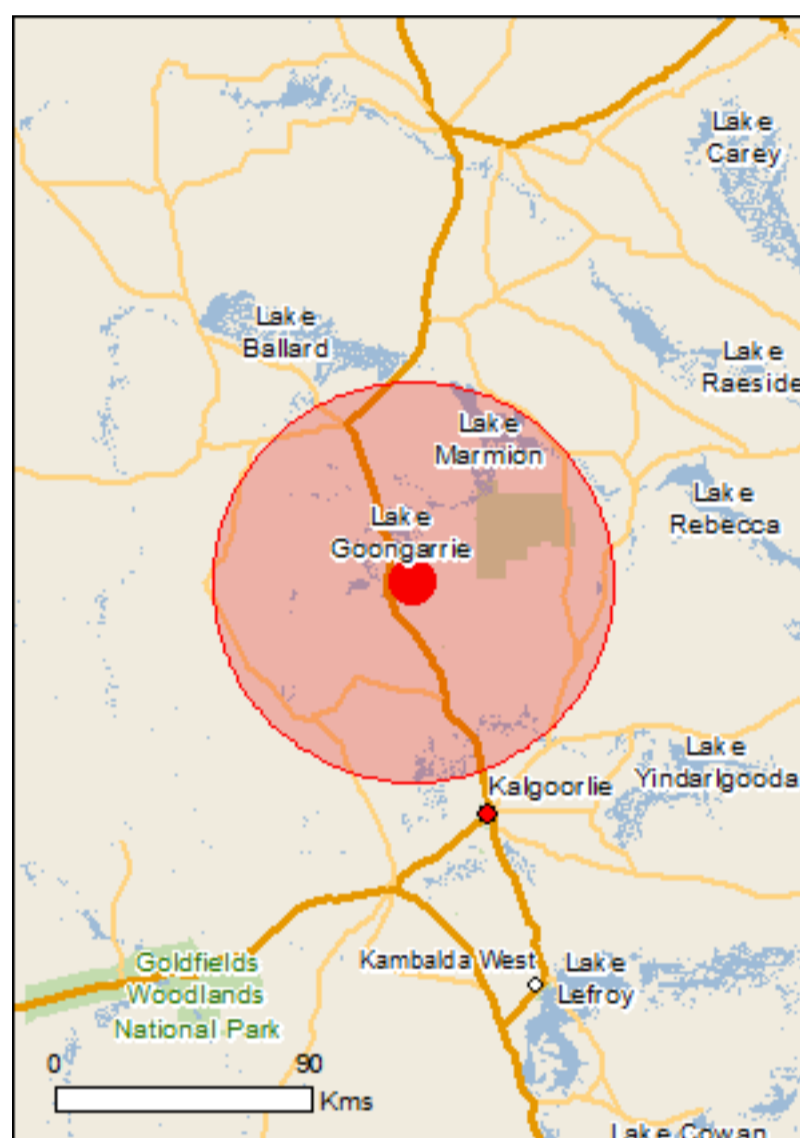 Lake
Carey
Lake
Ballard
Lake
Raeside
Lake
Marmion
Lake
Rebecca
Lake
Goongarrie
Lake
Yindarlgooda
Kalgoorlie
Goldfields
Woodlands
National Park
Kambalda West
Lake
Lefroy
0 90
Kms
Lake Cowan